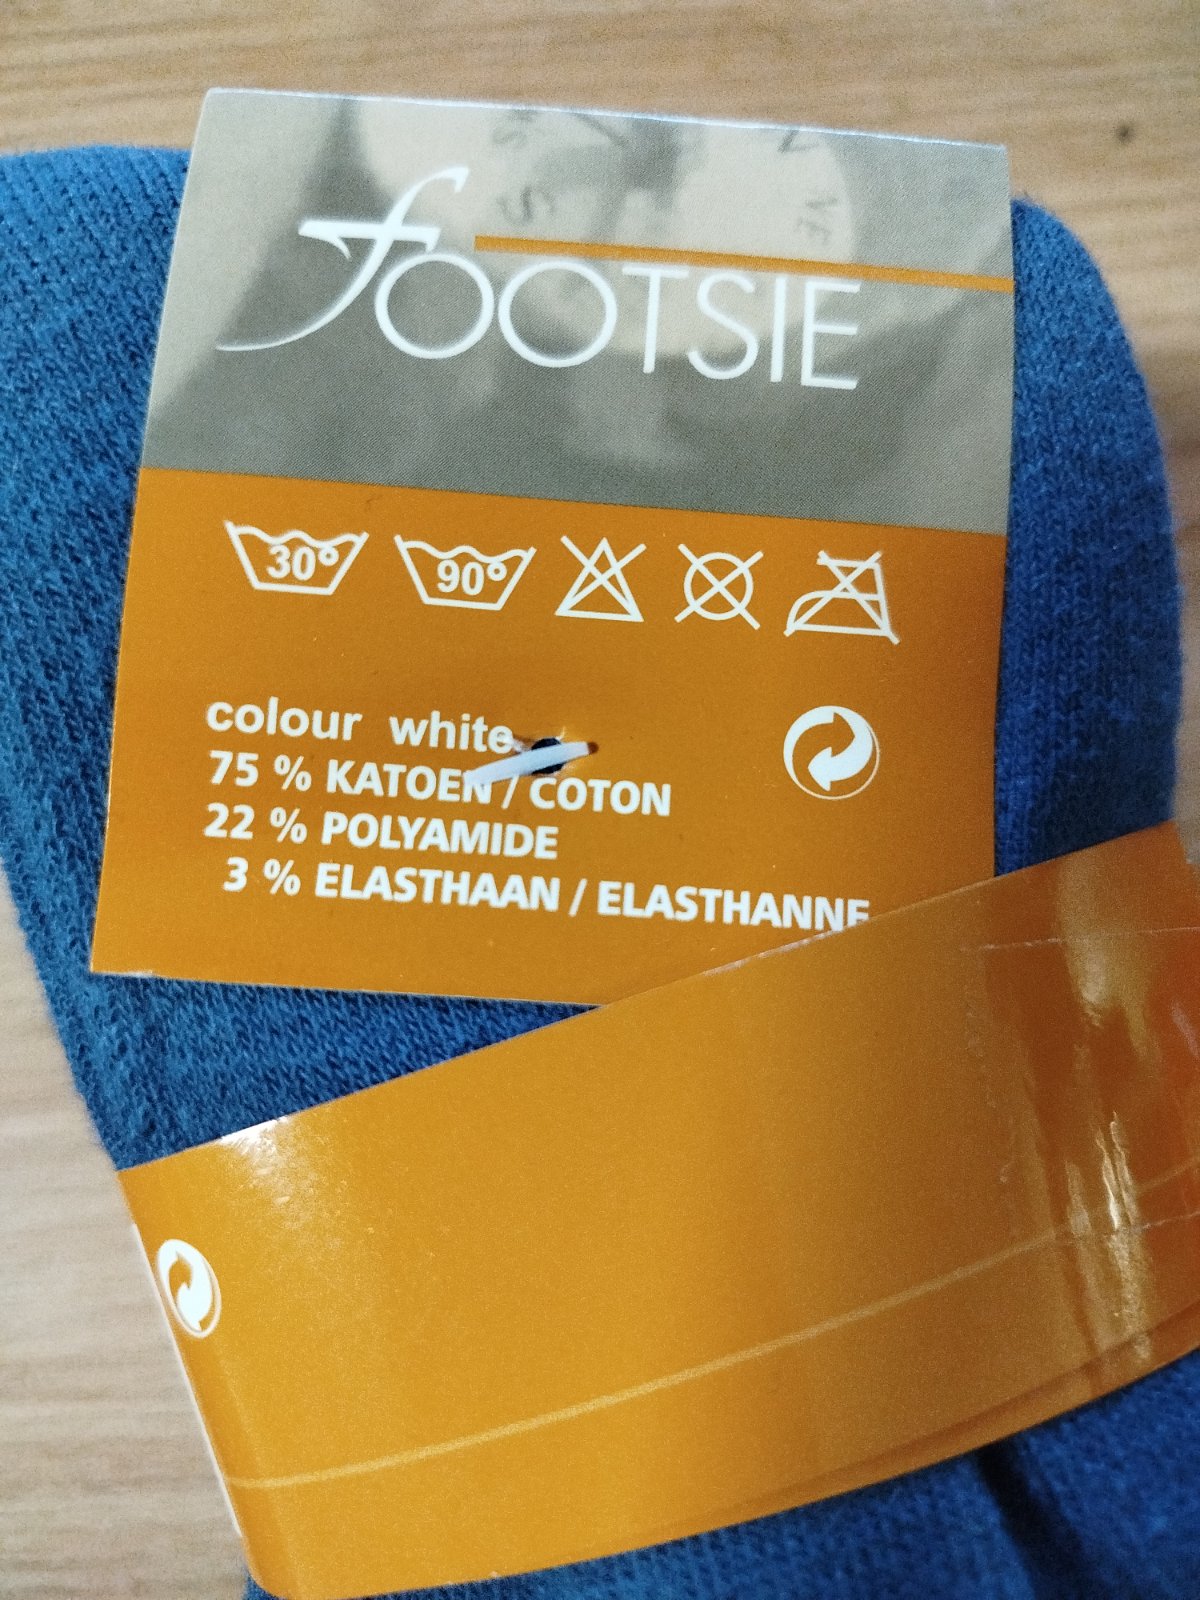 fOOTSIE
30° 90°
colour white
75 % KATOEN / COTON
22 % POLYAMIDE
3 % ELASTHAAN / ELASTHANNE